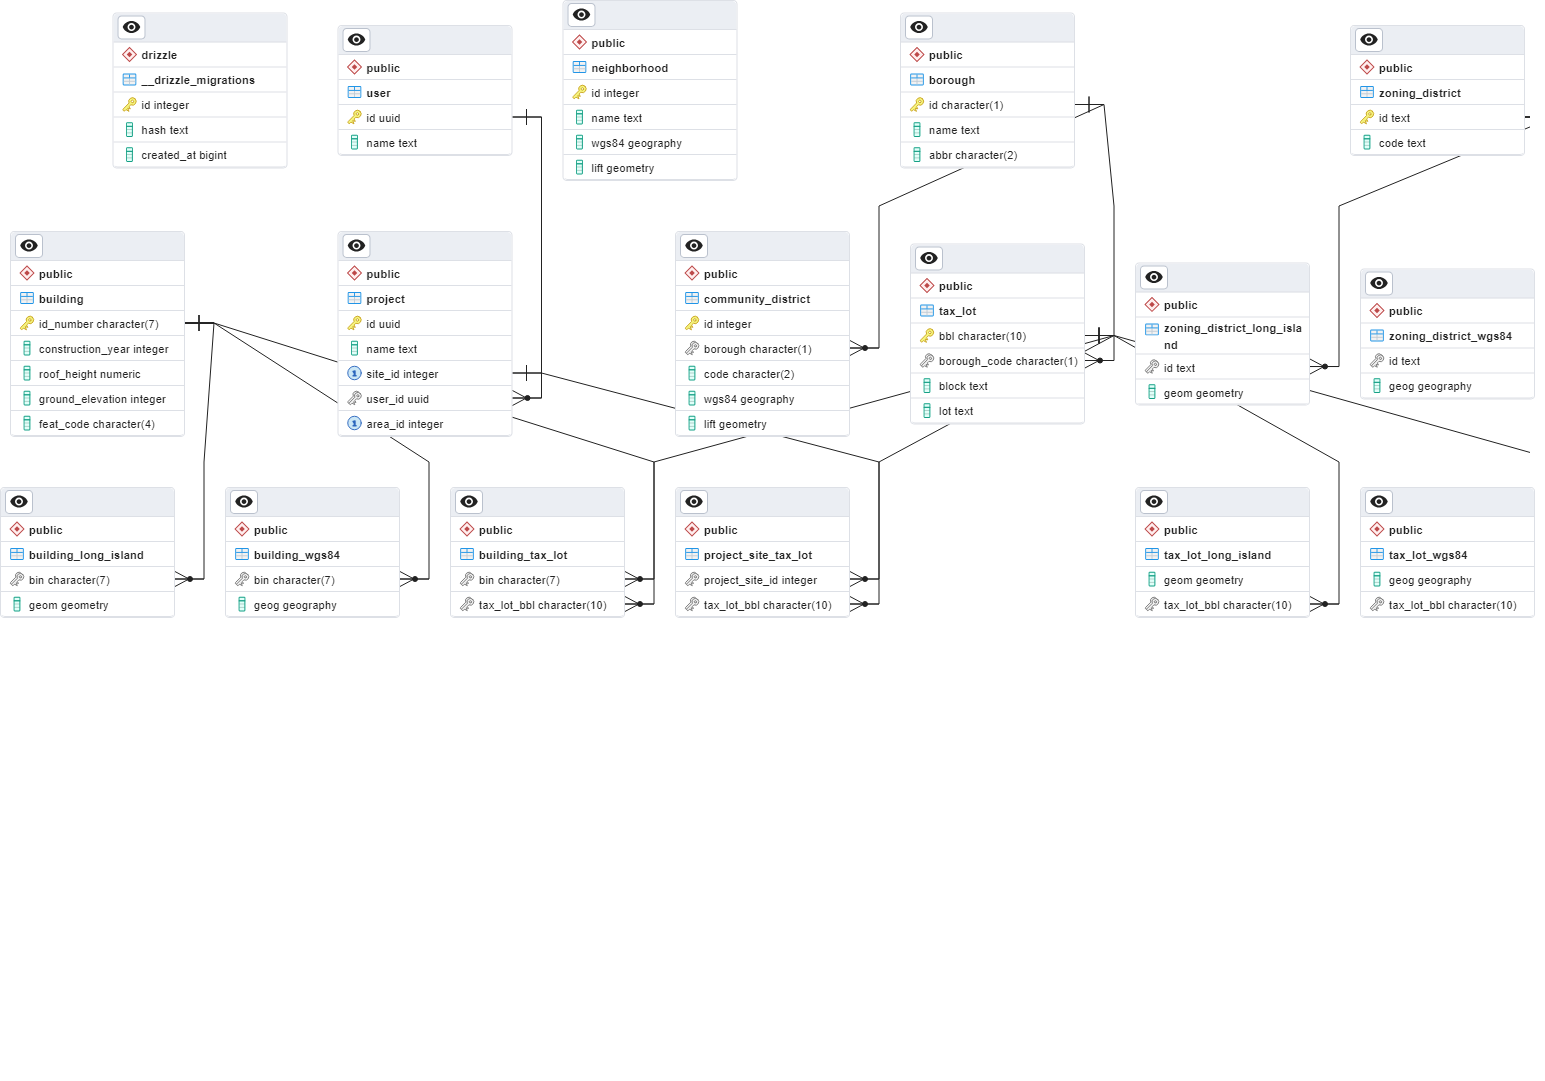 drizzle
__drizzle_migrations
id integer
hash text
created_at bigint
public
user
id uuid
name text
public
neighborhood
id integer
name text
wgs84 geography
lift geometry
public
borough
id character(1)
name text
abbr character(2)
public
zoning_district
id text
code text
public
building
id_number character(7)
construction_year integer
roof_height numeric
ground_elevation integer
feat_code character(4)
public
project
id uuid
name text
1 site_id integer
user_id uuid
1 area_id integer
public
community_district
id integer
borough character(1)
code character(2)
wgs84 geography
lift geometry
public
tax_lot
bbl character(10)
borough_code character(1)
block text
lot text
public
zoning_district_long_isla
nd
id text
geom geometry
public
zoning_district_wgs84
id text
geog geography
public
building_long_island
bin character(7)
geom geometry
public
building_wgs84
bin character(7)
geog geography
public
building_tax_lot
bin character(7)
tax_lot_bbl character(10)
public
project_site_tax_lot
project_site_id integer
tax_lot_bbl character(10)
public
tax_lot_long_island
geom geometry
tax_lot_bbl character(10)
public
tax_lot_wgs84
geog geography
tax_lot_bbl character(10)